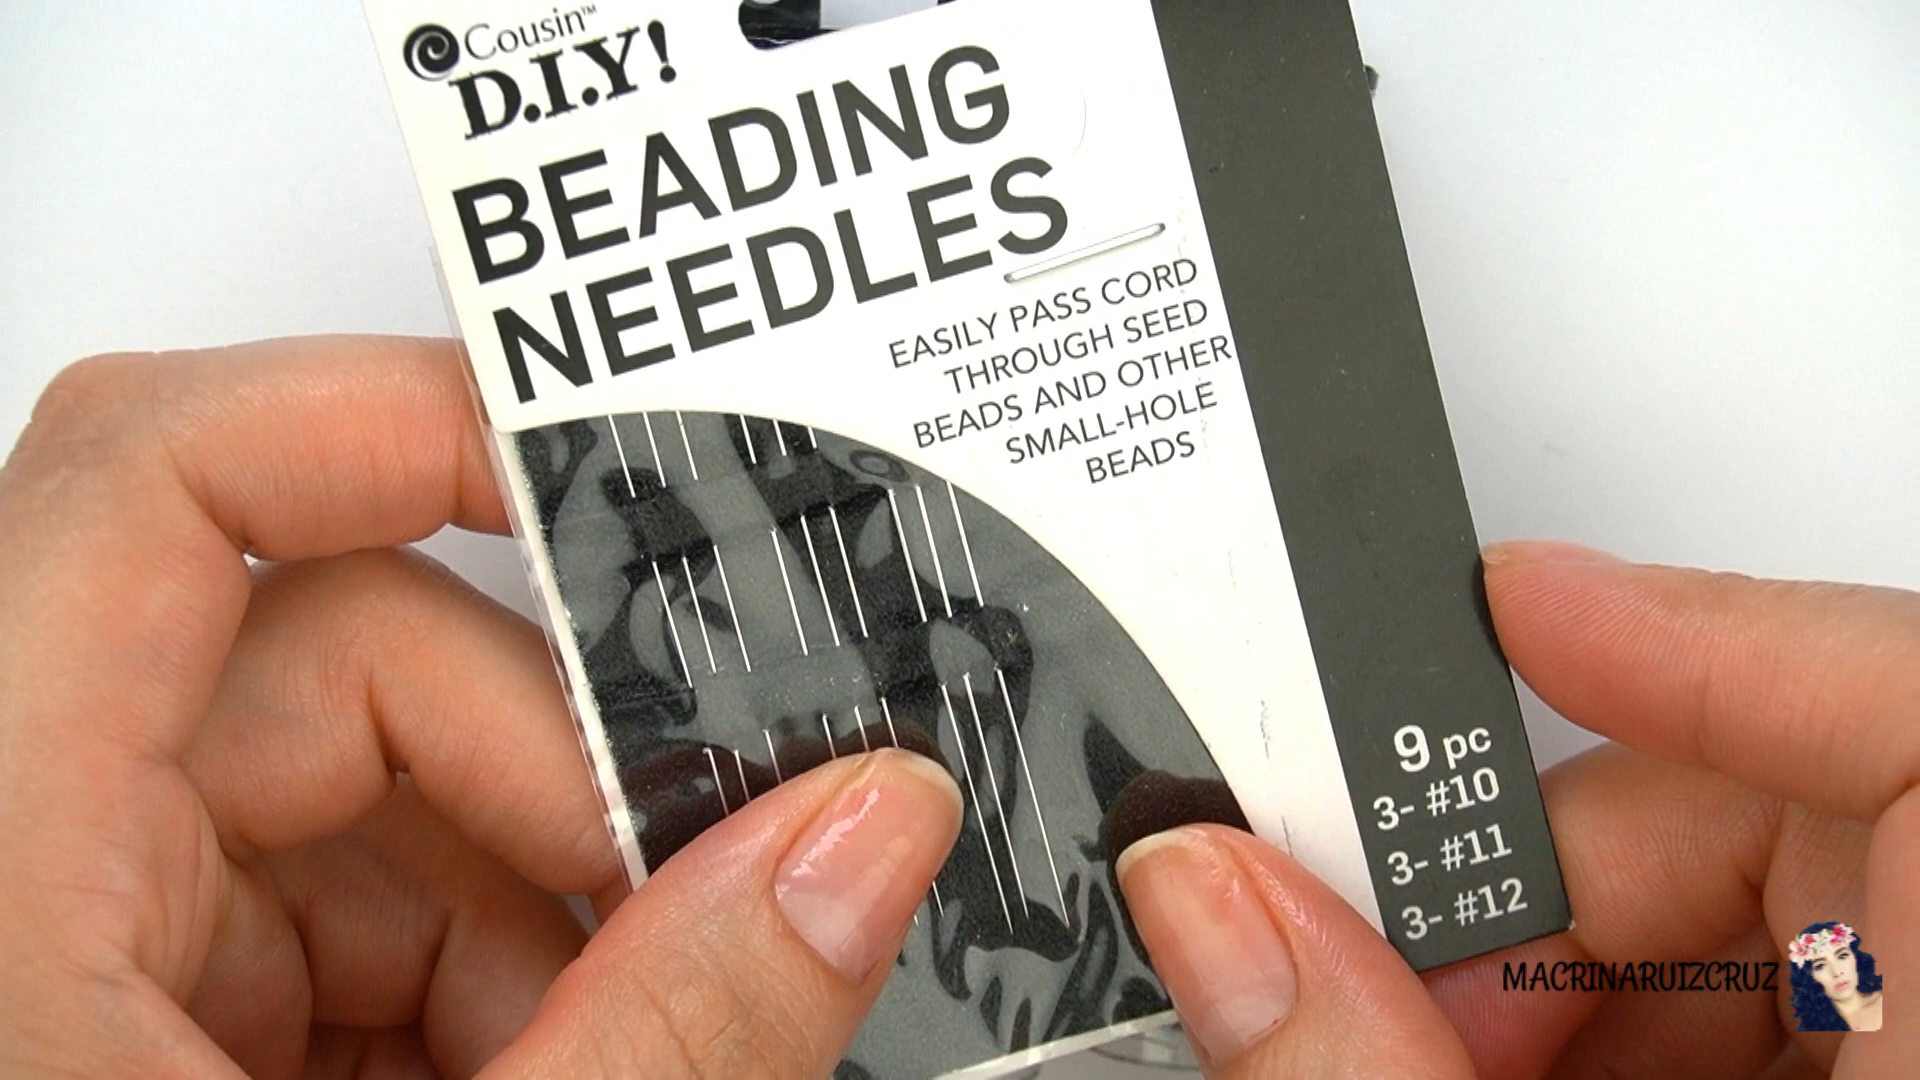 Cousin™
D.I.Y!
BEADING
NEEDLES
EASILY PASS CORD
THROUGH SEED
BEADS AND OTHER
SMALL-HOLE
BEADS
9 pc
3- #10
3- #11
3- #12
MACRINARUIZCRUZ